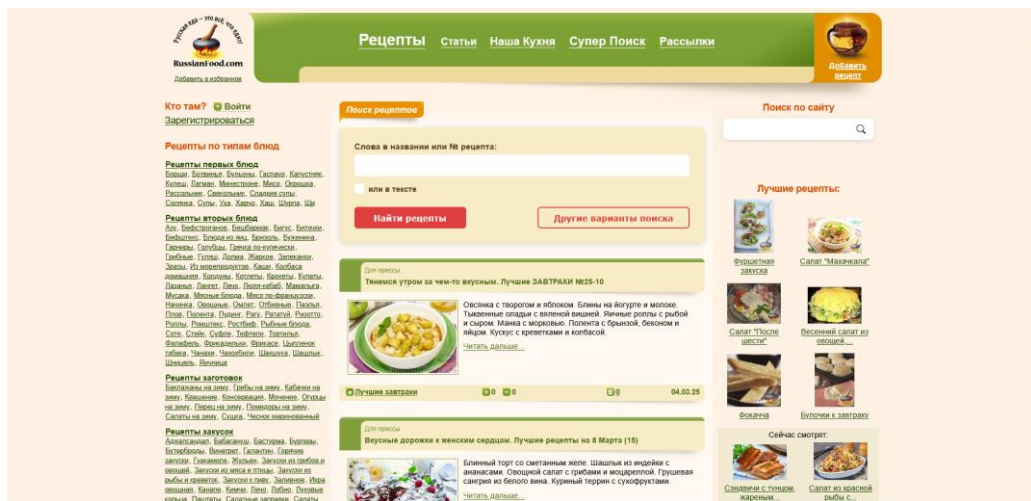 Русская еда – это всё, что едят!
RussianFood.com
Добавить в избранное
Рецепты Статьи Наша Кухня Супер Поиск Рассылки
Добавить
рецепт
Кто там? Войти
Зарегистрироваться
Рецепты по типам блюд
Рецепты первых блюд
Борщи, Ботвинья, Бульоны, Гаспачо, Капустняк,
Кулеш, Лагман, Минестроне, Мисо, Окрошка,
Рассольник, Свекольник, Сладкие супы,
Солянка, Супы, Уха, Харчо, Хаш, Шурпа, Щи
Рецепты вторых блюд
Азу, Бефстроганов, Бешбармак, Бигус, Биточки,
Бифштекс, Блюда из яиц, Бризоль, Буженина,
Гарниры, Голубцы, Гречка по-купечески,
Грибные, Гуляш, Долма, Жаркое, Запеканки,
Зразы, Из морепродуктов, Каши, Колбаса
домашняя, Колдуны, Котлеты, Крокеты, Купаты,
Лазанья, Лангет, Лечо, Люля-кебаб, Мамалыга,
Мусака, Мясные блюда, Мясо по-французски,
Начинка, Овощные, Омлет, Отбивные, Паэлья,
Плов, Полента, Пудинг, Рагу, Рататуй, Ризотто,
Роллы, Ромштекс, Ростбиф, Рыбные блюда,
Соте, Стейк, Суфле, Тефтели, Тортилья,
Фалафель, Фрикадельки, Фрикасе, Цыпленок
табака, Чанахи, Чахохбили, Шакшука, Шашлык,
Шницель, Яичница
Рецепты заготовок
Баклажаны на зиму, Грибы на зиму, Кабачки на
зиму, Квашение, Консервация, Мочение, Огурцы
на зиму, Перец на зиму, Помидоры на зиму,
Салаты на зиму, Сушка, Чеснок маринованный
Рецепты закусок
Аджапсандал, Бабагануш, Бастурма, Бургеры,
Бутерброды, Винегрет, Галантин, Горячие
закуски, Гуакамоле, Жульен, Закуски из грибов и
овощей, Закуски из мяса и птицы, Закуски из
рыбы и креветок, Закуски к пиву, Заливное, Икра
овощная, Канапе, Кимчи, Лечо, Лобио, Луковые
кольца, Паштеты, Салатные заправки, Салаты
Поиск рецептов
Слова в названии или № рецепта:
или в тексте
Найти рецепты
Другие варианты поиска
Для прессы
Тянемся утром за чем-то вкусным. Лучшие ЗАВТРАКИ №25-10
Овсянка с творогом и яблоком. Блины на йогурте и молоке.
Тыквенные оладьи с вяленой вишней. Яичные роллы с рыбой
и сыром. Манка с морковью. Полента с брынзой, беконом и
яйцом. Кускус с креветками и колбасой.
Читать дальше...
Лучшие завтраки 0 0 0 04.03.25
Для прессы
Вкусные дорожки к женским сердцам. Лучшие рецепты на 8 Марта (15)
Блинный торт со сметанным желе. Шашлык из индейки с
ананасами. Овощной салат с грибами и моцареллой. Грушевая
сангрия из белого вина. Куриный террин с сухофруктами.
Читать дальше...
Поиск по сайту
Лучшие рецепты:
Фуршетная
закуска
Салат "Махачкала"
Салат "После
шести"
Весенний салат из
овощей,...
Фокачча
Булочки к завтраку
Сейчас смотрят:
Сэндвичи с тунцом,
жареным...
Салат из красной
рыбы с...